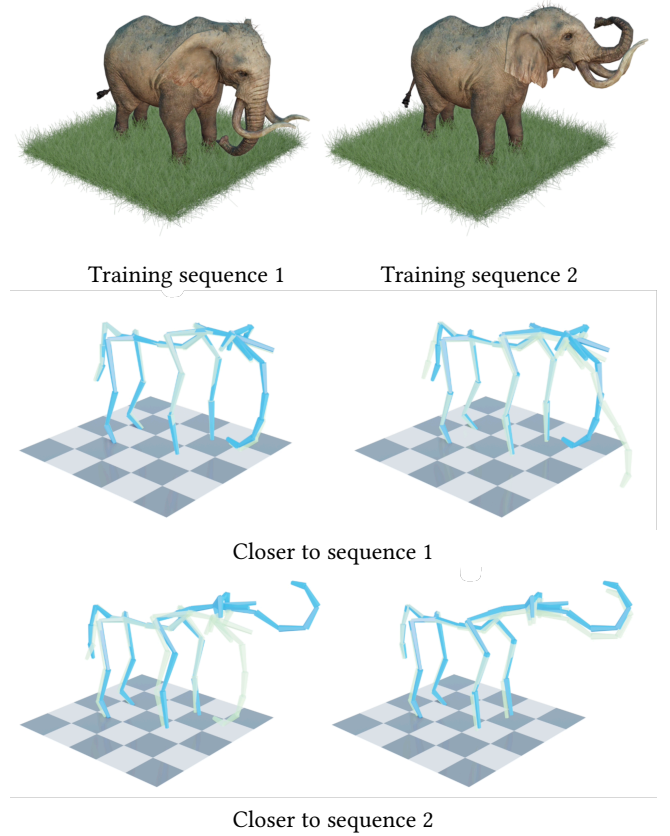 Training sequence 1
Training sequence 2
Closer to sequence 1
Closer to sequence 2